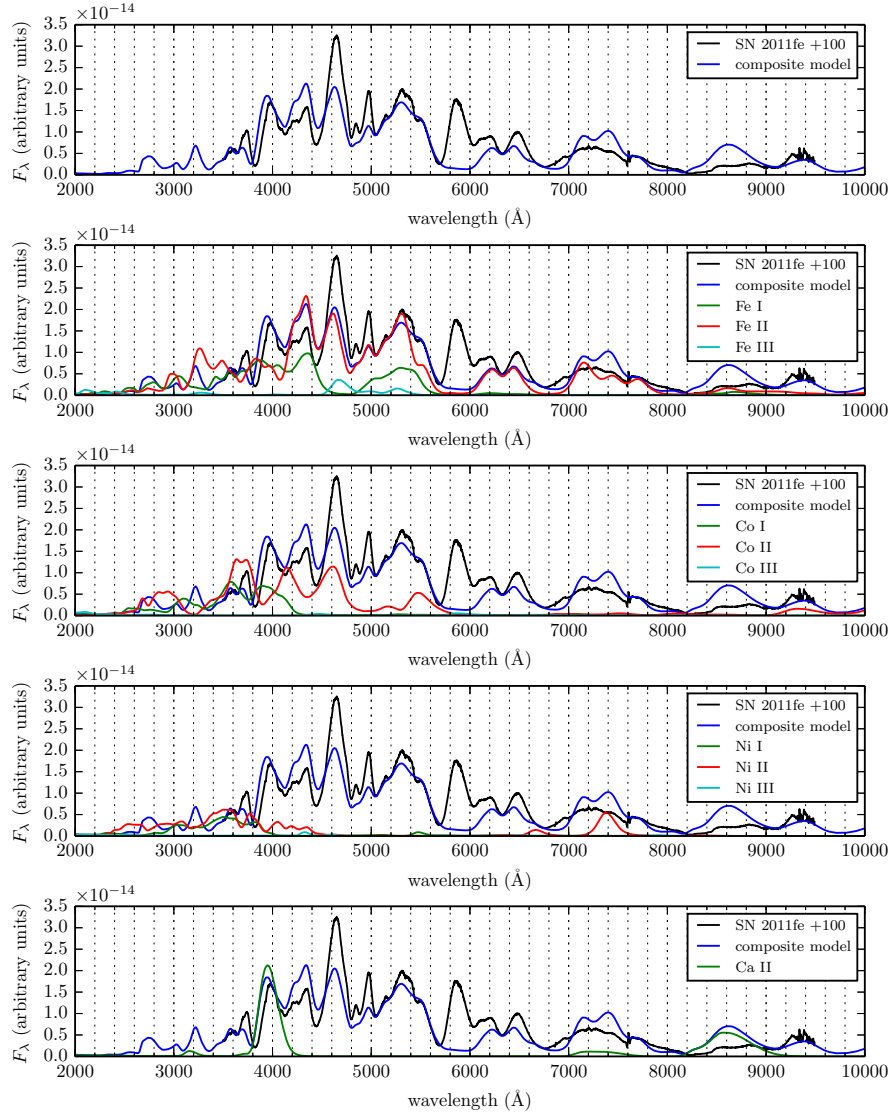 ×10−14
3.5
3.0
2.5
2.0
1.5
1.0
0.5
0.0
Fλ (arbitrary units)
SN 2011fe +100
composite model
2000 3000 4000 5000 6000 7000 8000 9000 10000
wavelength (Å)
×10−14
3.5
3.0
2.5
2.0
1.5
1.0
0.5
0.0
Fλ (arbitrary units)
SN 2011fe +100
composite model
Fe I
Fe II
Fe III
2000 3000 4000 5000 6000 7000 8000 9000 10000
wavelength (Å)
×10−14
3.5
3.0
2.5
2.0
1.5
1.0
0.5
0.0
Fλ (arbitrary units)
SN 2011fe +100
composite model
Co I
Co II
Co III
2000 3000 4000 5000 6000 7000 8000 9000 10000
wavelength (Å)
×10−14
3.5
3.0
2.5
2.0
1.5
1.0
0.5
0.0
Fλ (arbitrary units)
SN 2011fe +100
composite model
Ni I
Ni II
Ni III
2000 3000 4000 5000 6000 7000 8000 9000 10000
wavelength (Å)
×10−14
3.5
3.0
2.5
2.0
1.5
1.0
0.5
0.0
Fλ (arbitrary units)
SN 2011fe +100
composite model
Ca II
2000 3000 4000 5000 6000 7000 8000 9000 10000
wavelength (Å)